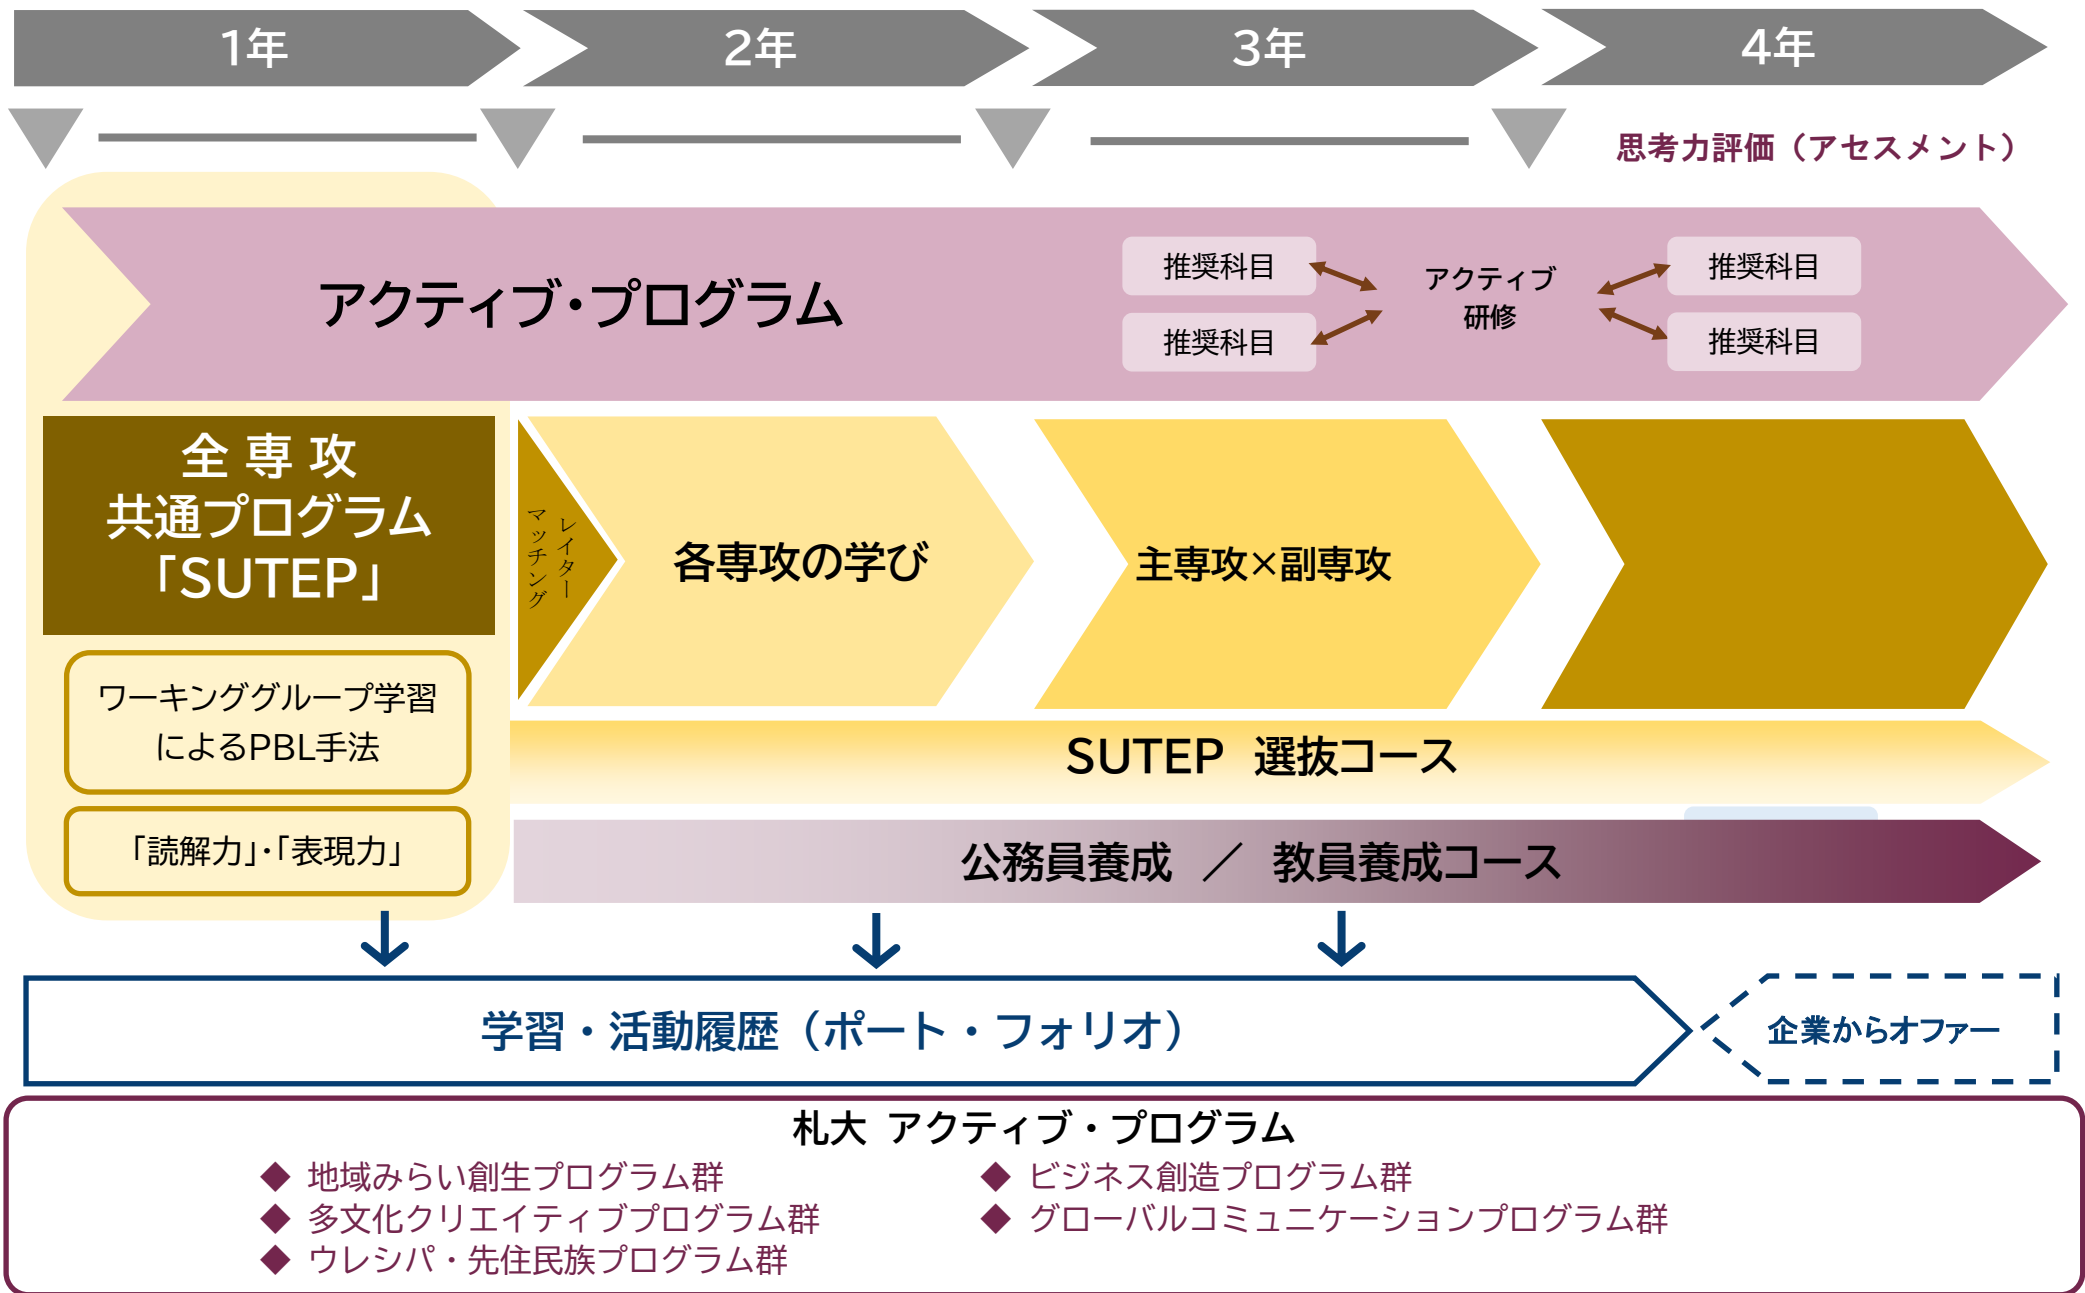 1年
2年
3年
4年
思考力評価（アセスメント）
アクティブ・プログラム
推奨科目
推奨科目
アクティブ
研修
推奨科目
推奨科目
全専攻
共通プログラム
「SUTEP」
レイター
マッチング
各専攻の学び
主専攻×副専攻
ワーキンググループ学習
によるPBL手法
「読解力」・「表現力」
SUTEP 選抜コース
公務員養成 ／ 教員養成コース
学習・活動履歴（ポート・フォリオ）
企業からオファー
札大 アクティブ・プログラム
◆ 地域みらい創生プログラム群
◆ 多文化クリエイティブプログラム群
◆ ウレシパ・先住民族プログラム群
◆ ビジネス創造プログラム群
◆ グローバルコミュニケーションプログラム群